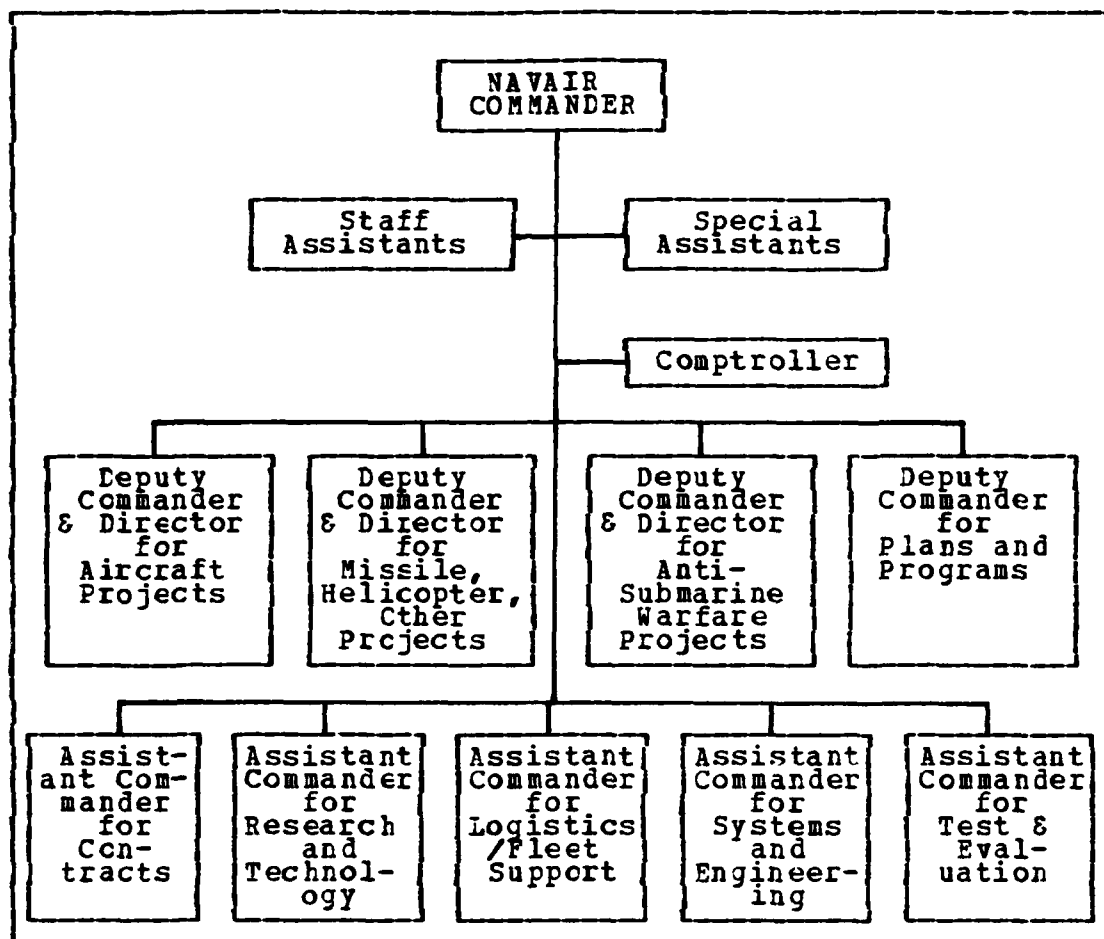 NAVAIR
COMMANDER
Staff
Assistants
Special
Assistants
Comptroller
Deputy
Commander
& Director
for
Aircraft
Projects
Deputy
Commander
& Director
for
Missile,
Helicopter,
Cther
Prcjects
Deputy
Commander
& Director
for
Anti-
Submarine
Warfare
Projects
Deputy
Commander
for
Plans and
Programs
Assist-
ant Com-
mander
for
Ccn-
tracts
Assistant
Commander
for
Research
and
Technol-
ogy
Assistant
Commander
for
Logistics
/Fleet
Support
Assistant
Commander
for
Systems
and
Engineer-
ing
Assistant
Commander
for
Test &
Eval-
uation